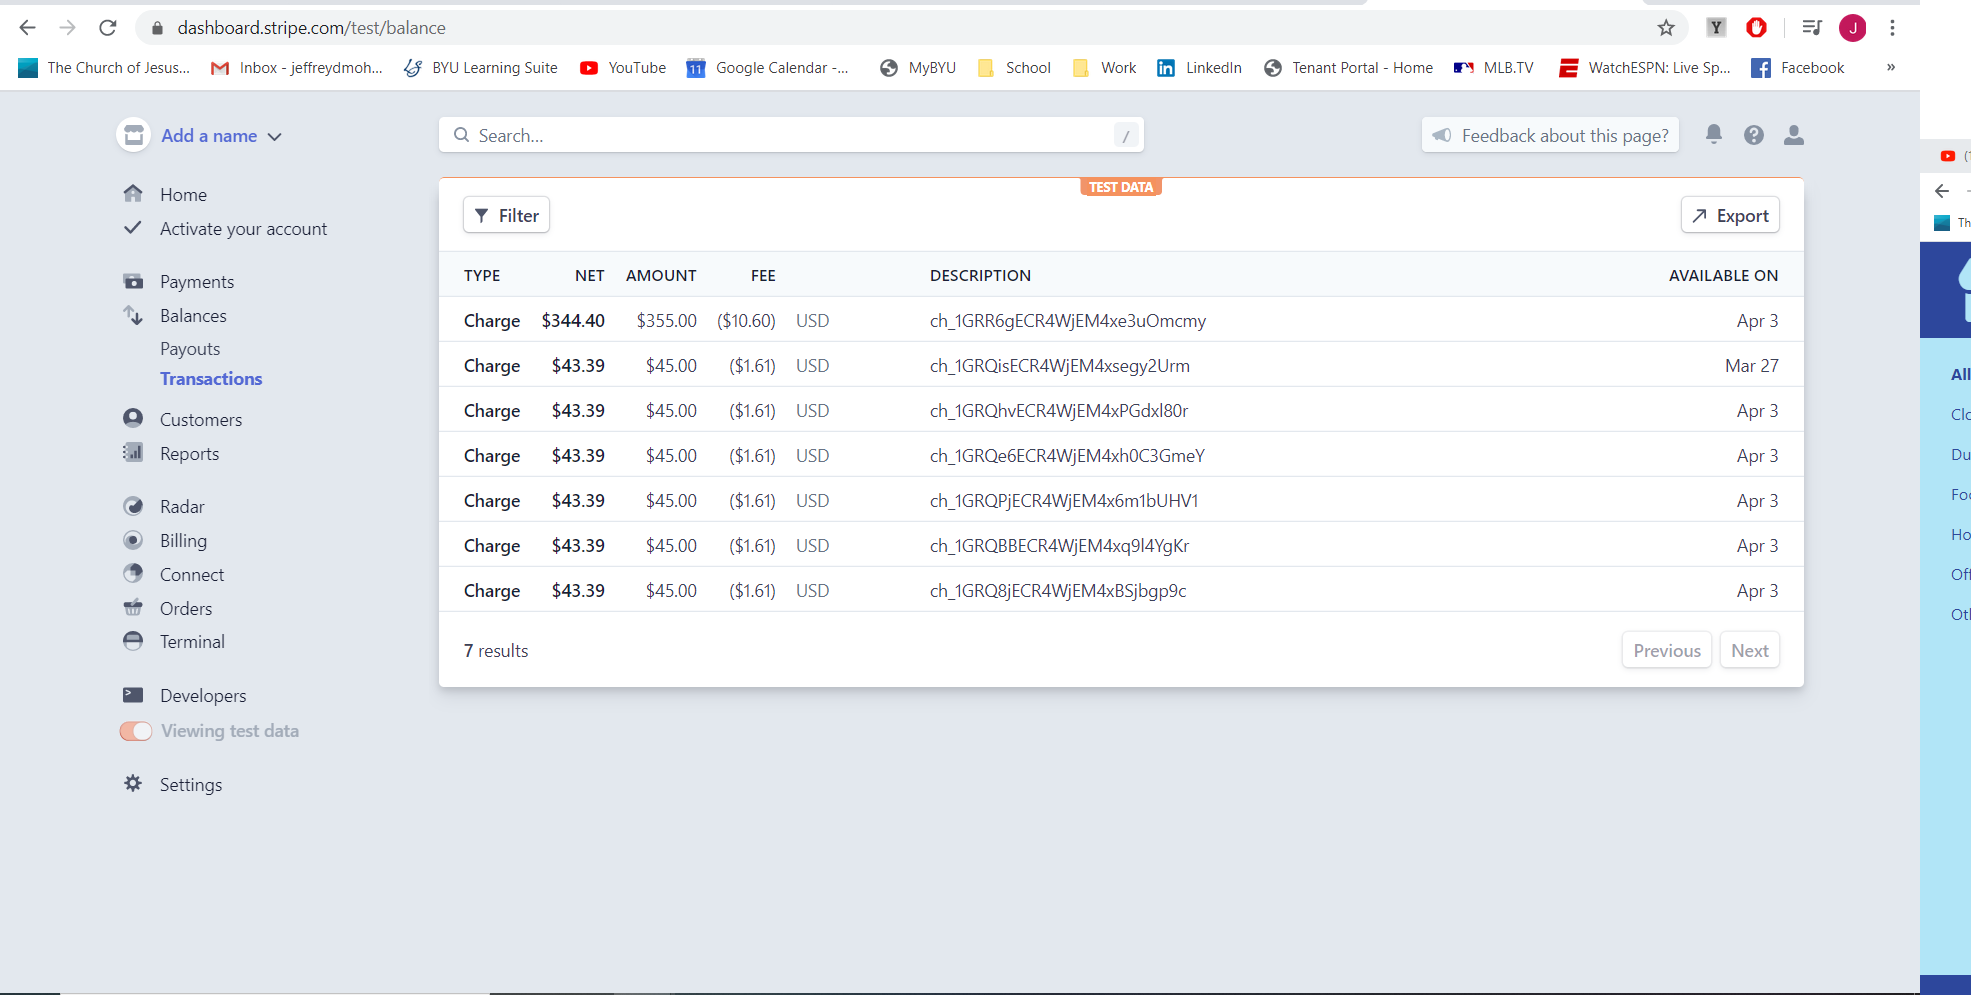 dashboard.stripe.com/test/balance
Y
J
The Church of Jesus...
Inbox - jeffreydmoh...
BYU Learning Suite
YouTube
11
Google Calendar -...
MyBYU
School
Work
in
LinkedIn
Tenant Portal - Home
MLB.TV
WatchESPN: Live Sp...
Facebook
»
Add a name
Search...
/
Feedback about this page?
Home
Activate your account
Payments
Balances
Payouts
Transactions
Customers
Reports
Radar
Billing
Connect
Orders
Terminal
Developers
Viewing test data
Settings
TEST DATA
Filter
Export
TYPE NET AMOUNT FEE DESCRIPTION AVAILABLE ON
Charge $344.40 $355.00 ($10.60) USD ch_1GRR6gECR4WjEM4xe3uOmcmy Apr 3
Charge $43.39 $45.00 ($1.61) USD ch_1GRQisECR4WjEM4xsegy2Urm Mar 27
Charge $43.39 $45.00 ($1.61) USD ch_1GRQhvECR4WjEM4xPGdxl80r Apr 3
Charge $43.39 $45.00 ($1.61) USD ch_1GRQe6ECR4WjEM4xh0C3GmeY Apr 3
Charge $43.39 $45.00 ($1.61) USD ch_1GRQPjECR4WjEM4x6m1bUHV1 Apr 3
Charge $43.39 $45.00 ($1.61) USD ch_1GRQBBECR4WjEM4xq9l4YgKr Apr 3
Charge $43.39 $45.00 ($1.61) USD ch_1GRQ8jECR4WjEM4xBSjbgp9c Apr 3
7 results
Previous
Next
Th
All
Clo
Du
Foo
Ho
Off
Otl